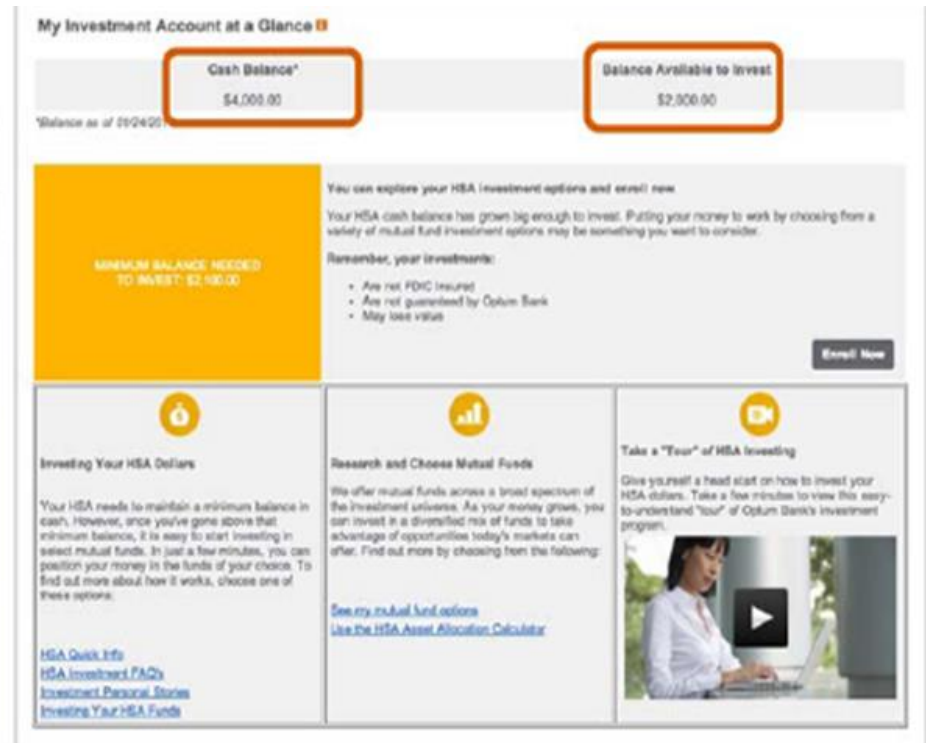 My Investment Account at a Glance
Cash Balance*
Balance Available to Invest
$4,000.00
$2,000.00
*Balance as of
MINIMUM BALANCE NEEDED
TO INVEST: $2,100.00
You can explore your HSA investment options and enroll now
Your HSA cash balance has grown big enough to invest. Putting your money to work by choosing from a
variety of mutual fund investment options may be something you want to consider.
Remember, your investments:
• Are not FDIC insured
• Are not guaranteed by Optum Bank
• May lose value
Enroll Now
Investing Your HSA Dollars
Your HSA needs to maintain a minimum balance in
cash. However, once you've gone above that
minimum balance, it is easy to start investing in
select mutual funds. In just a few minutes, you can
position your money in the funds of your choice. To
find out more about how it works, choose one of
these options:
HSA Quick Info
HSA Investment FAQ's
Investment Personal Stories
Investing Your HSA Funds
Research and Choose Mutual Funds
We offer mutual funds across a broad spectrum of
the investment universe. As your money grows, you
can invest in a diversified mix of funds to take
advantage of opportunities today's markets can
offer. Find out more by choosing from the following:
See my mutual fund options
Use the HSA Asset Allocation Calculator
Take a "Tour" of HSA Investing
Give yourself a head start on how to invest your
HSA dollars. Take a few minutes to view this easy-
to-understand "tour" of Optum Bank's investment
program.